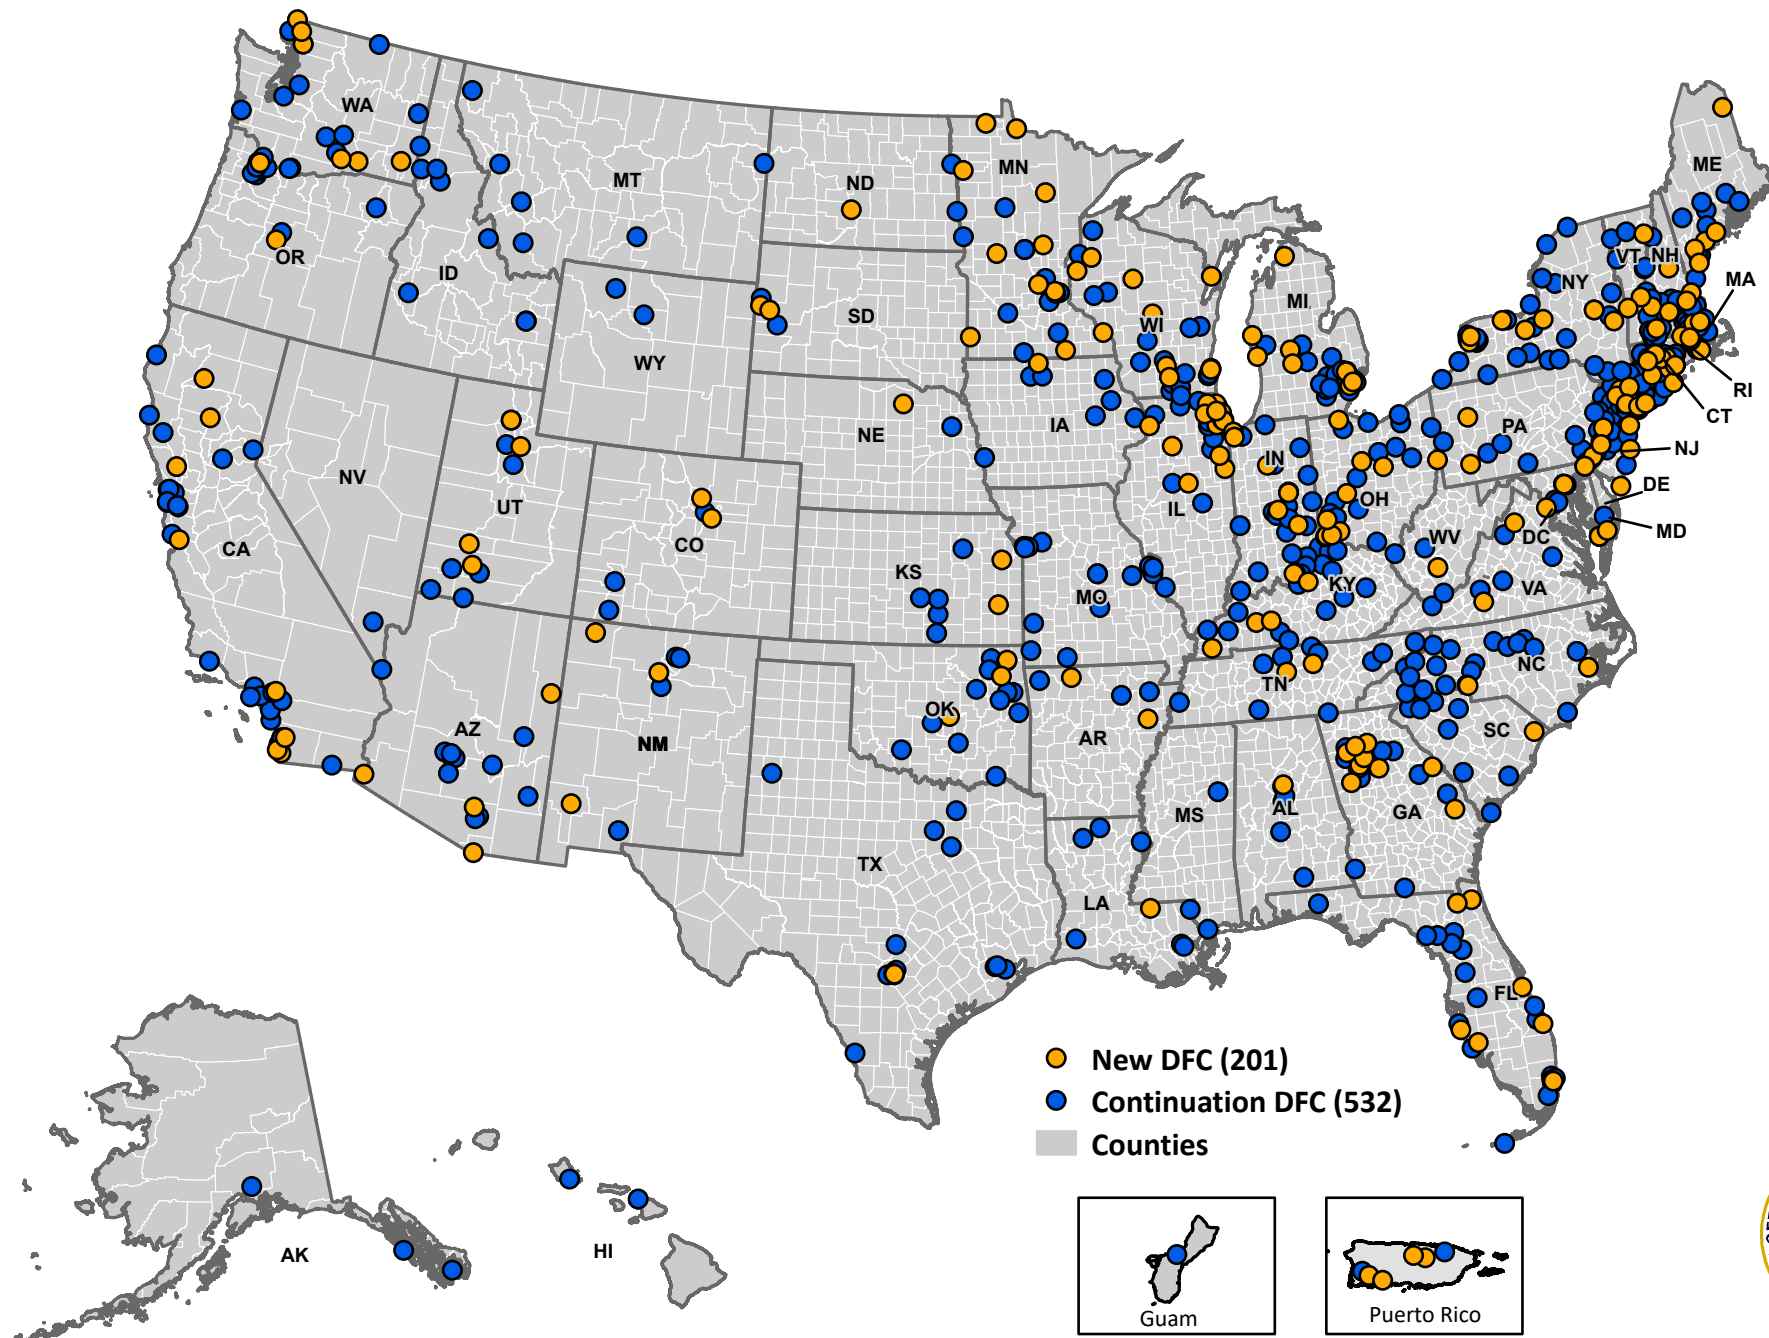 WA
MT
ND
MN
ME
VT
NH
MA
OR
ID
SD
WI
MI
NY
WY
RI
CT
NE
IA
PA
NJ
NV
UT
IL
IN
OH
DE
MD
DC
CA
CO
KS
MO
WV
VA
KY
AZ
NM
OK
AR
TN
NC
SC
TX
MS
AL
GA
LA
FL
New DFC (201)
Continuation DFC (532)
Counties
AK
HI
Guam
Puerto Rico